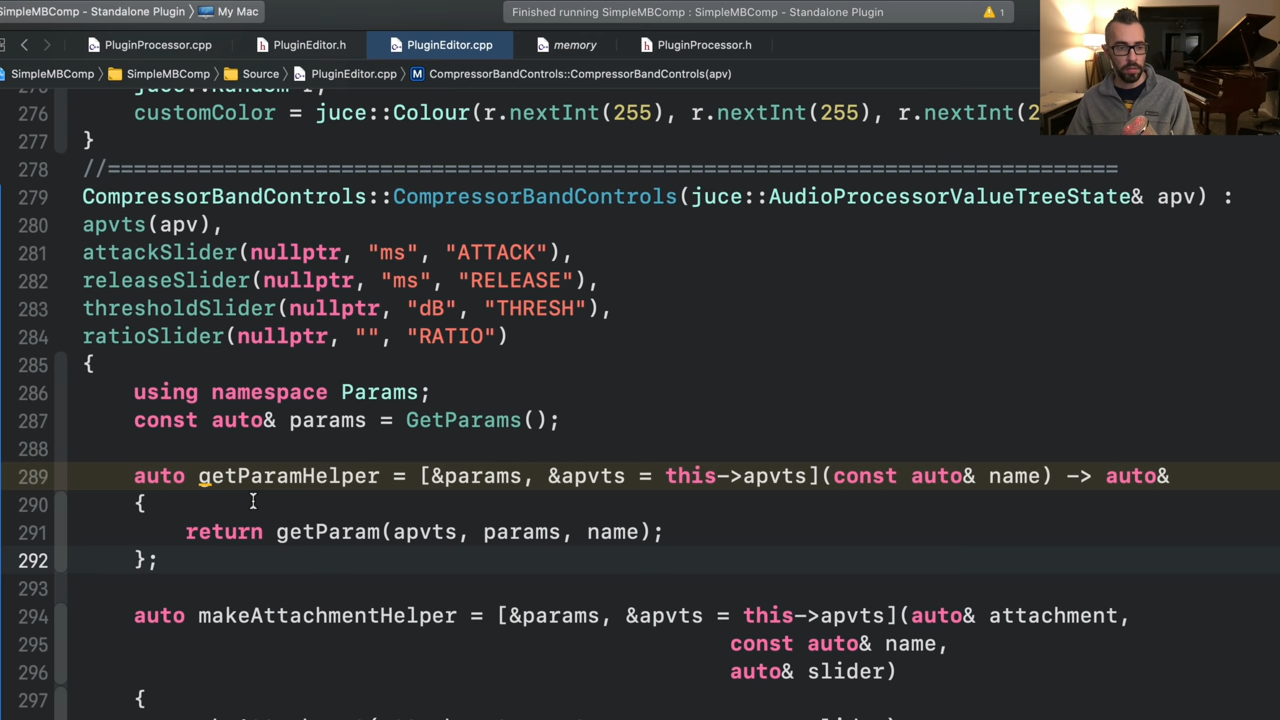 SimpleMBComp - Standalone Plugin 〉 My Mac
Finished running SimpleMBComp : SimpleMBComp - Standalone Plugin
1
PluginProcessor.cpp PluginEditor.h PluginEditor.cpp memory PluginProcessor.h
SimpleMBComp 〉 SimpleMBComp 〉 Source 〉 PluginEditor.cpp 〉 M CompressorBandControls::CompressorBandControls(apv)
276 customColor = juce::Colour(r.nextInt(255), r.nextInt(255), r.nextInt(2
277 }
278 //==============================================================================
279 CompressorBandControls::CompressorBandControls(juce::AudioProcessorValueTreeState& apv) :
280 apvts(apv),
281 attackSlider(nullptr, "ms", "ATTACK"),
282 releaseSlider(nullptr, "ms", "RELEASE"),
283 thresholdSlider(nullptr, "dB", "THRESH"),
284 ratioSlider(nullptr, "", "RATIO")
285 {
286 using namespace Params;
287 const auto& params = GetParams();
288
289 auto getParamHelper = [&params, &apvts = this->apvts](const auto& name) -> auto&
290 {
291 return getParam(apvts, params, name);
292 };
293
294 auto makeAttachmentHelper = [&params, &apvts = this->apvts](auto& attachment,
295 const auto& name,
296 auto& slider)
297 {